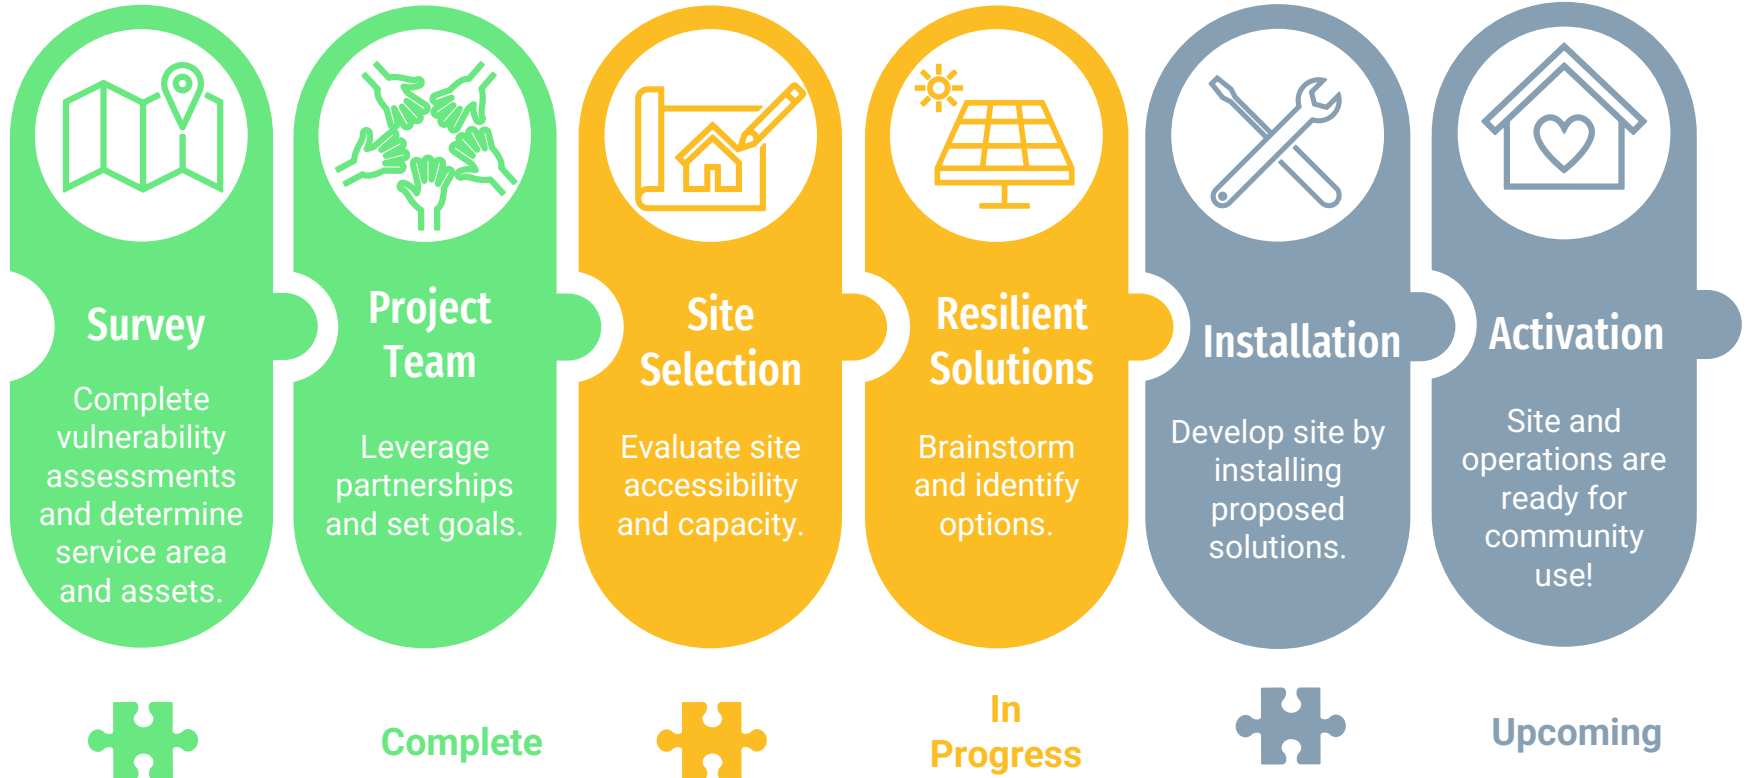 Survey
Complete
vulnerability
assessments
and determine
service area
and assets.
Project
Team
Leverage
partnerships
and set goals.
Site
Selection
Evaluate site
accessibility
and capacity.
Resilient
Solutions
Brainstorm
and identify
options.
Installation
Develop site by
installing
proposed
solutions.
Activation
Site and
operations are
ready for
community
use!
Complete
In
Progress
Upcoming